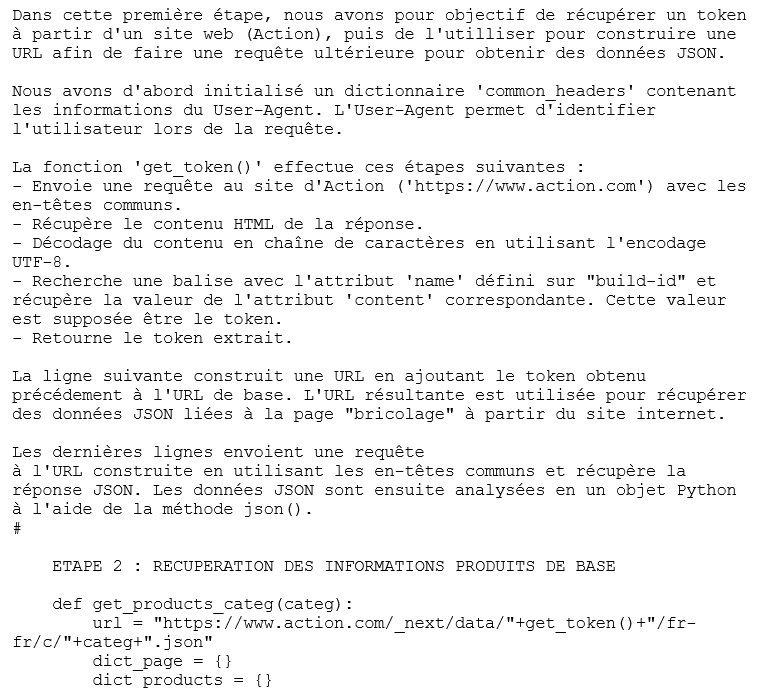 Dans cette première étape, nous avons pour objectif de récupérer un token
à partir d'un site web (Action), puis de l'utilliser pour construire une
URL afin de faire une requête ultérieure pour obtenir des données JSON.
Nous avons d'abord initialisé un dictionnaire 'common_headers' contenant
les informations du User-Agent. L'User-Agent permet d'identifier
l'utilisateur lors de la requête.
La fonction 'get_token()' effectue ces étapes suivantes :
- Envoie une requête au site d'Action ('https://www.action.com') avec les
en-têtes communs.
- Récupère le contenu HTML de la réponse.
- Décodage du contenu en chaîne de caractères en utilisant l'encodage
UTF-8.
- Recherche une balise avec l'attribut 'name' défini sur "build-id" et
récupère la valeur de l'attribut 'content' correspondante. Cette valeur
est supposée être le token.
- Retourne le token extrait.
La ligne suivante construit une URL en ajoutant le token obtenu
précédement à l'URL de base. L'URL résultante est utilisée pour récupérer
des données JSON liées à la page "bricolage" à partir du site internet.
Les dernières lignes envoient une requête
à l'URL construite en utilisant les en-têtes communs et récupère la
réponse JSON. Les données JSON sont ensuite analysées en un objet Python
à l'aide de la méthode json().
#
ETAPE 2 : RECUPERATION DES INFORMATIONS PRODUITS DE BASE
def get_products_categ(categ):
url = "https://www.action.com/_next/data/"+get_token()+"/fr-
fr/c/"+categ+".json"
dict_page = {}
dict_products = {}